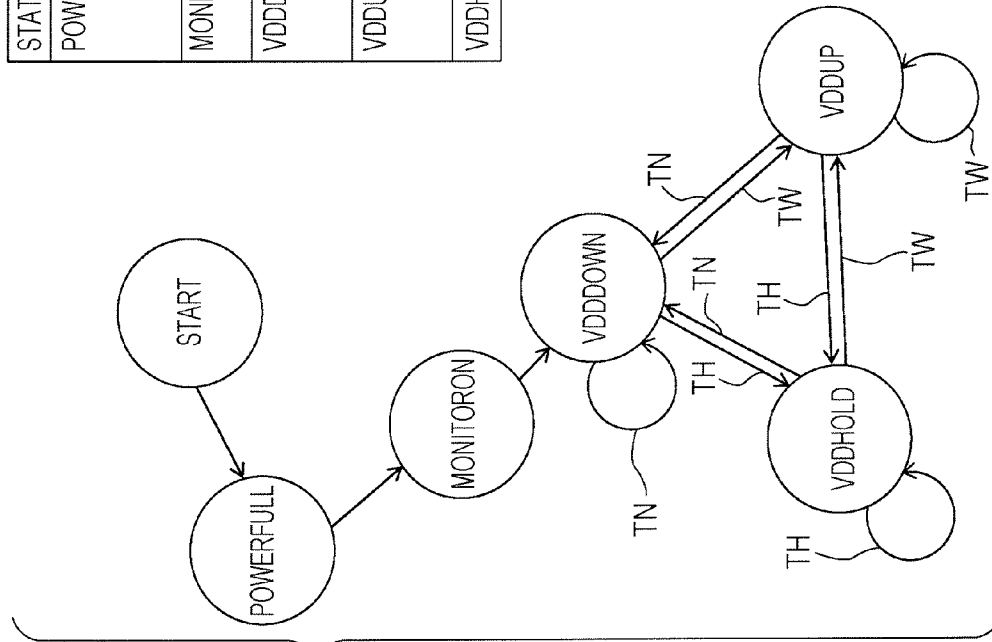 STAT
POW
MONI
VDDD
VDDU
VDDH
START
POWERFULL
MONITORON
VDDDOWN
TN
TH
TN
TN
TW
VDDUP
TW
TH
TW
VDDHOLD
TH